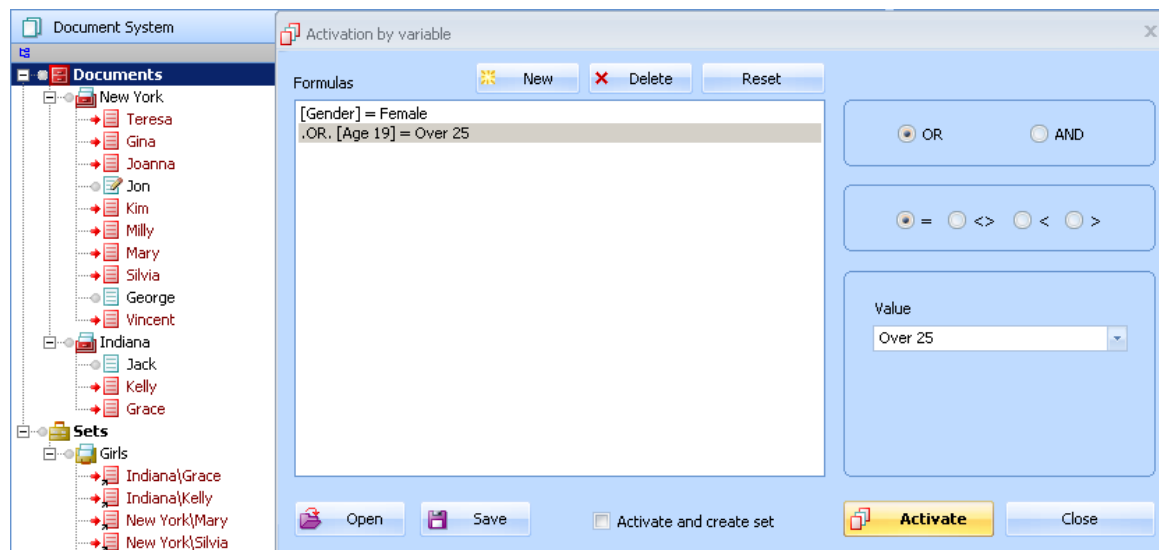 Document System
Documents
New York
Teresa
Gina
Joanna
Jon
Kim
Milly
Mary
Silvia
George
Vincent
Indiana
Jack
Kelly
Grace
Sets
Girls
Indiana\Grace
Indiana\Kelly
New York\Mary
New York\Silvia
Activation by variable
Formulas
New
Delete
Reset
[Gender] = Female
.OR. [Age 19] = Over 25
OR
AND
= <> < >
Value
Over 25
Open
Save
Activate and create set
Activate
Close